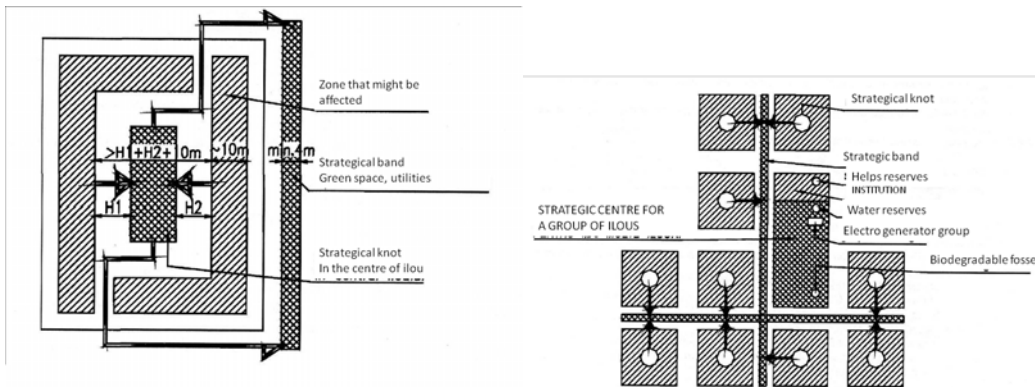 Zone that might be
affected
>H1 +H2+ 0m
~10m
min.4m
Strategical band
Green space, utilities
H1
H2
Strategical knot
In the centre of ilou
Strategical knot
Strategic band
Helps reserves
INSTITUTION
Water reserves
STRATEGIC CENTRE FOR
A GROUP OF ILOUS
Electro generator group
Biodegradable fosse